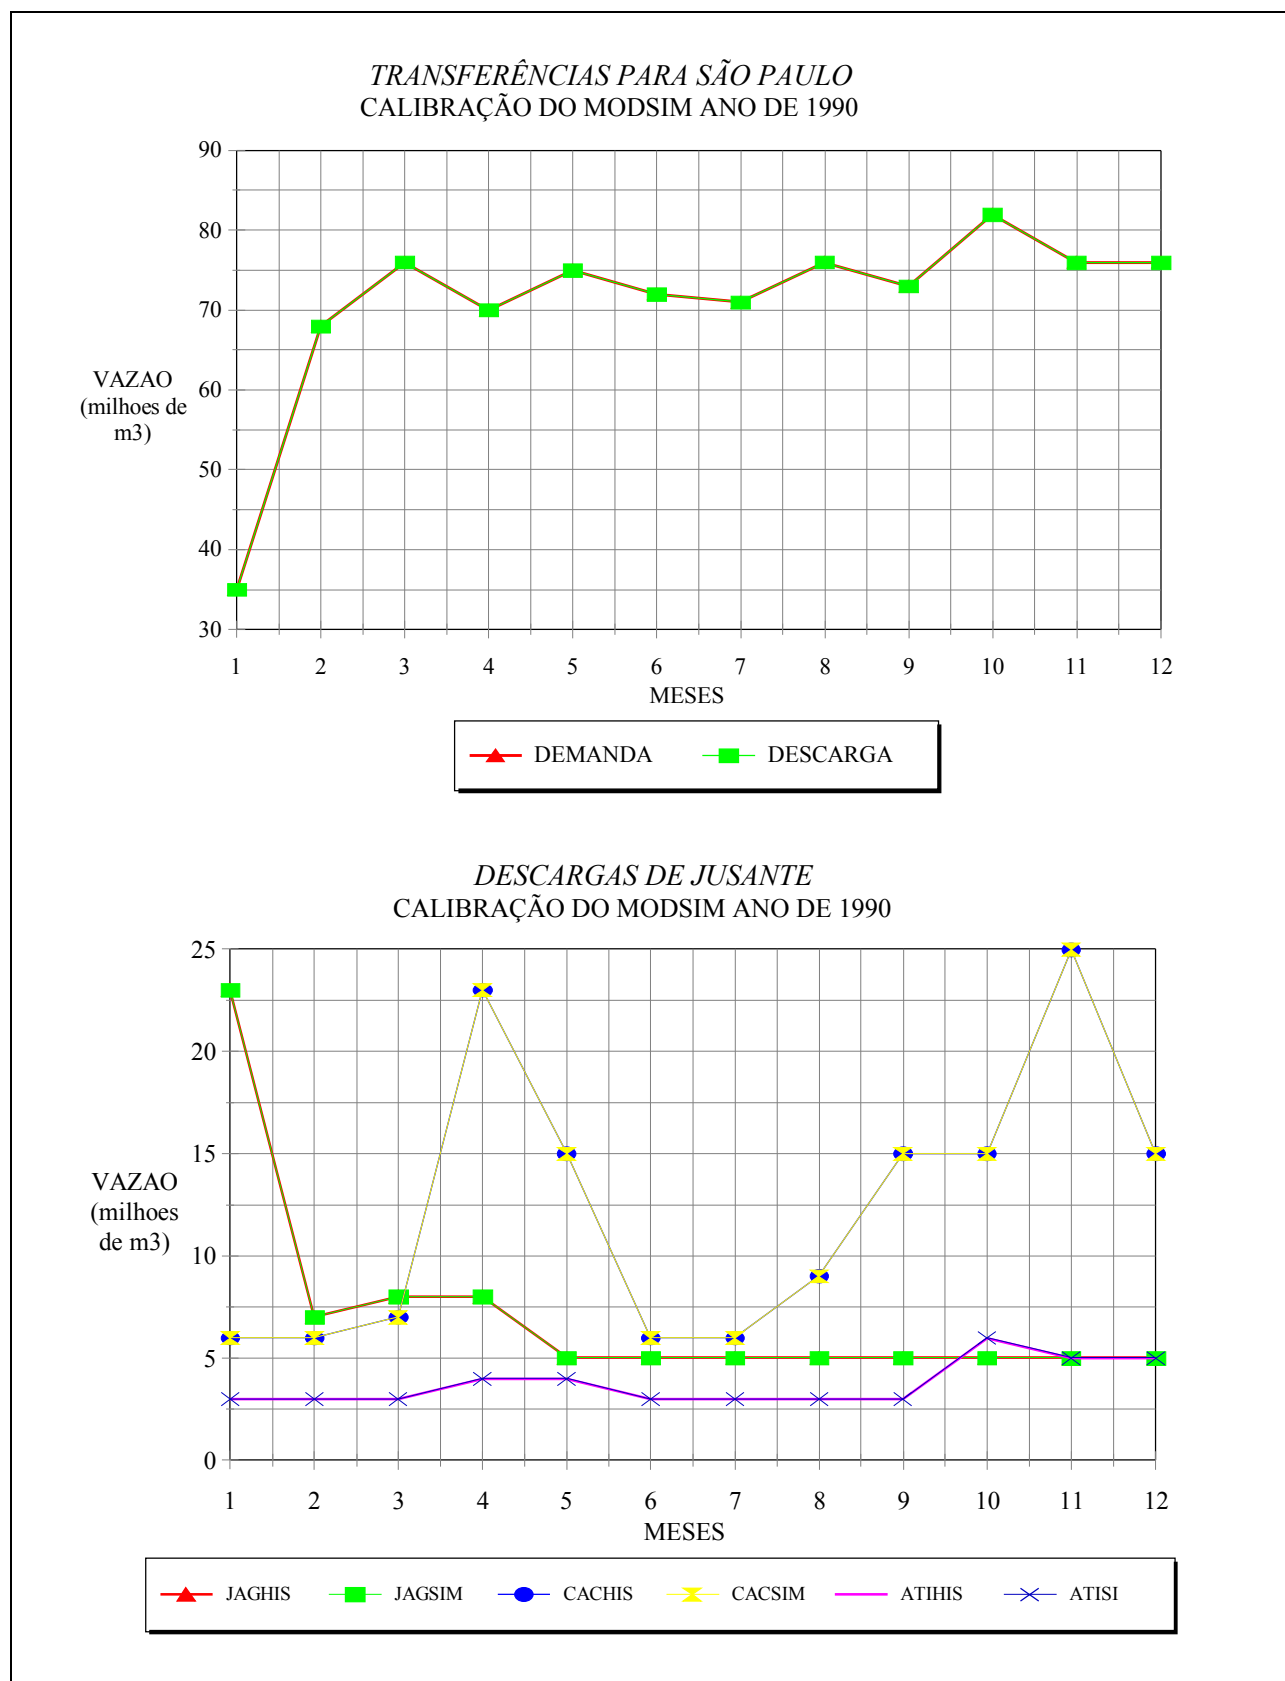 TRANSFERÊNCIAS PARA SÃO PAULO
CALIBRAÇÃO DO MODSIM ANO DE 1990
90
80
70
60
50
40
30
VAZAO
(milhoes de
m3)
1 2 3 4 5 6 7 8 9 10 11 12
MESES
DEMANDA DESCARGA
DESCARGAS DE JUSANTE
CALIBRAÇÃO DO MODSIM ANO DE 1990
25
20
15
10
5
0
VAZAO
(milhoes
de m3)
1 2 3 4 5 6 7 8 9 10 11 12
MESES
JAGHIS JAGSIM CACHIS CACSIM ATIHIS ATISI